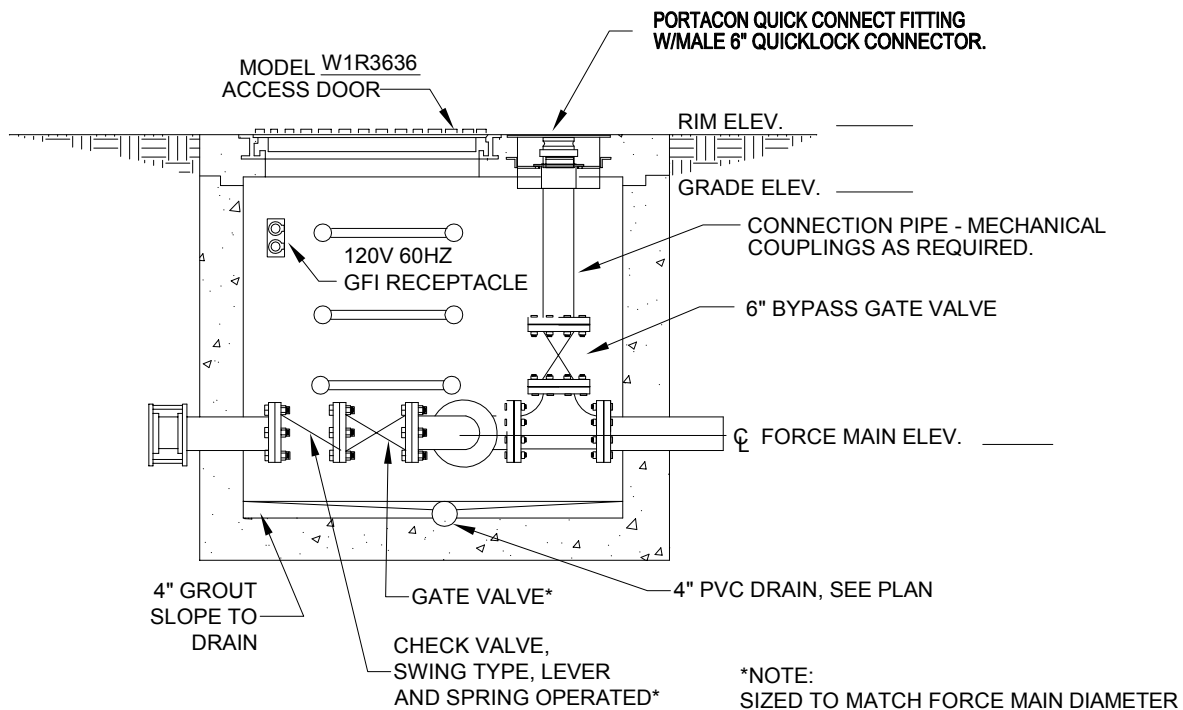 PORTACON QUICK CONNECT FITTING
W/MALE 6" QUICKLOCK CONNECTOR.
MODEL W1R3636
ACCESS DOOR
RIM ELEV.
GRADE ELEV.
CONNECTION PIPE - MECHANICAL
COUPLINGS AS REQUIRED.
120V 60HZ
GFI RECEPTACLE
6" BYPASS GATE VALVE
℄ FORCE MAIN ELEV.
4" GROUT
SLOPE TO
DRAIN
GATE VALVE*
4" PVC DRAIN, SEE PLAN
CHECK VALVE,
SWING TYPE, LEVER
AND SPRING OPERATED*
*NOTE:
SIZED TO MATCH FORCE MAIN DIAMETER